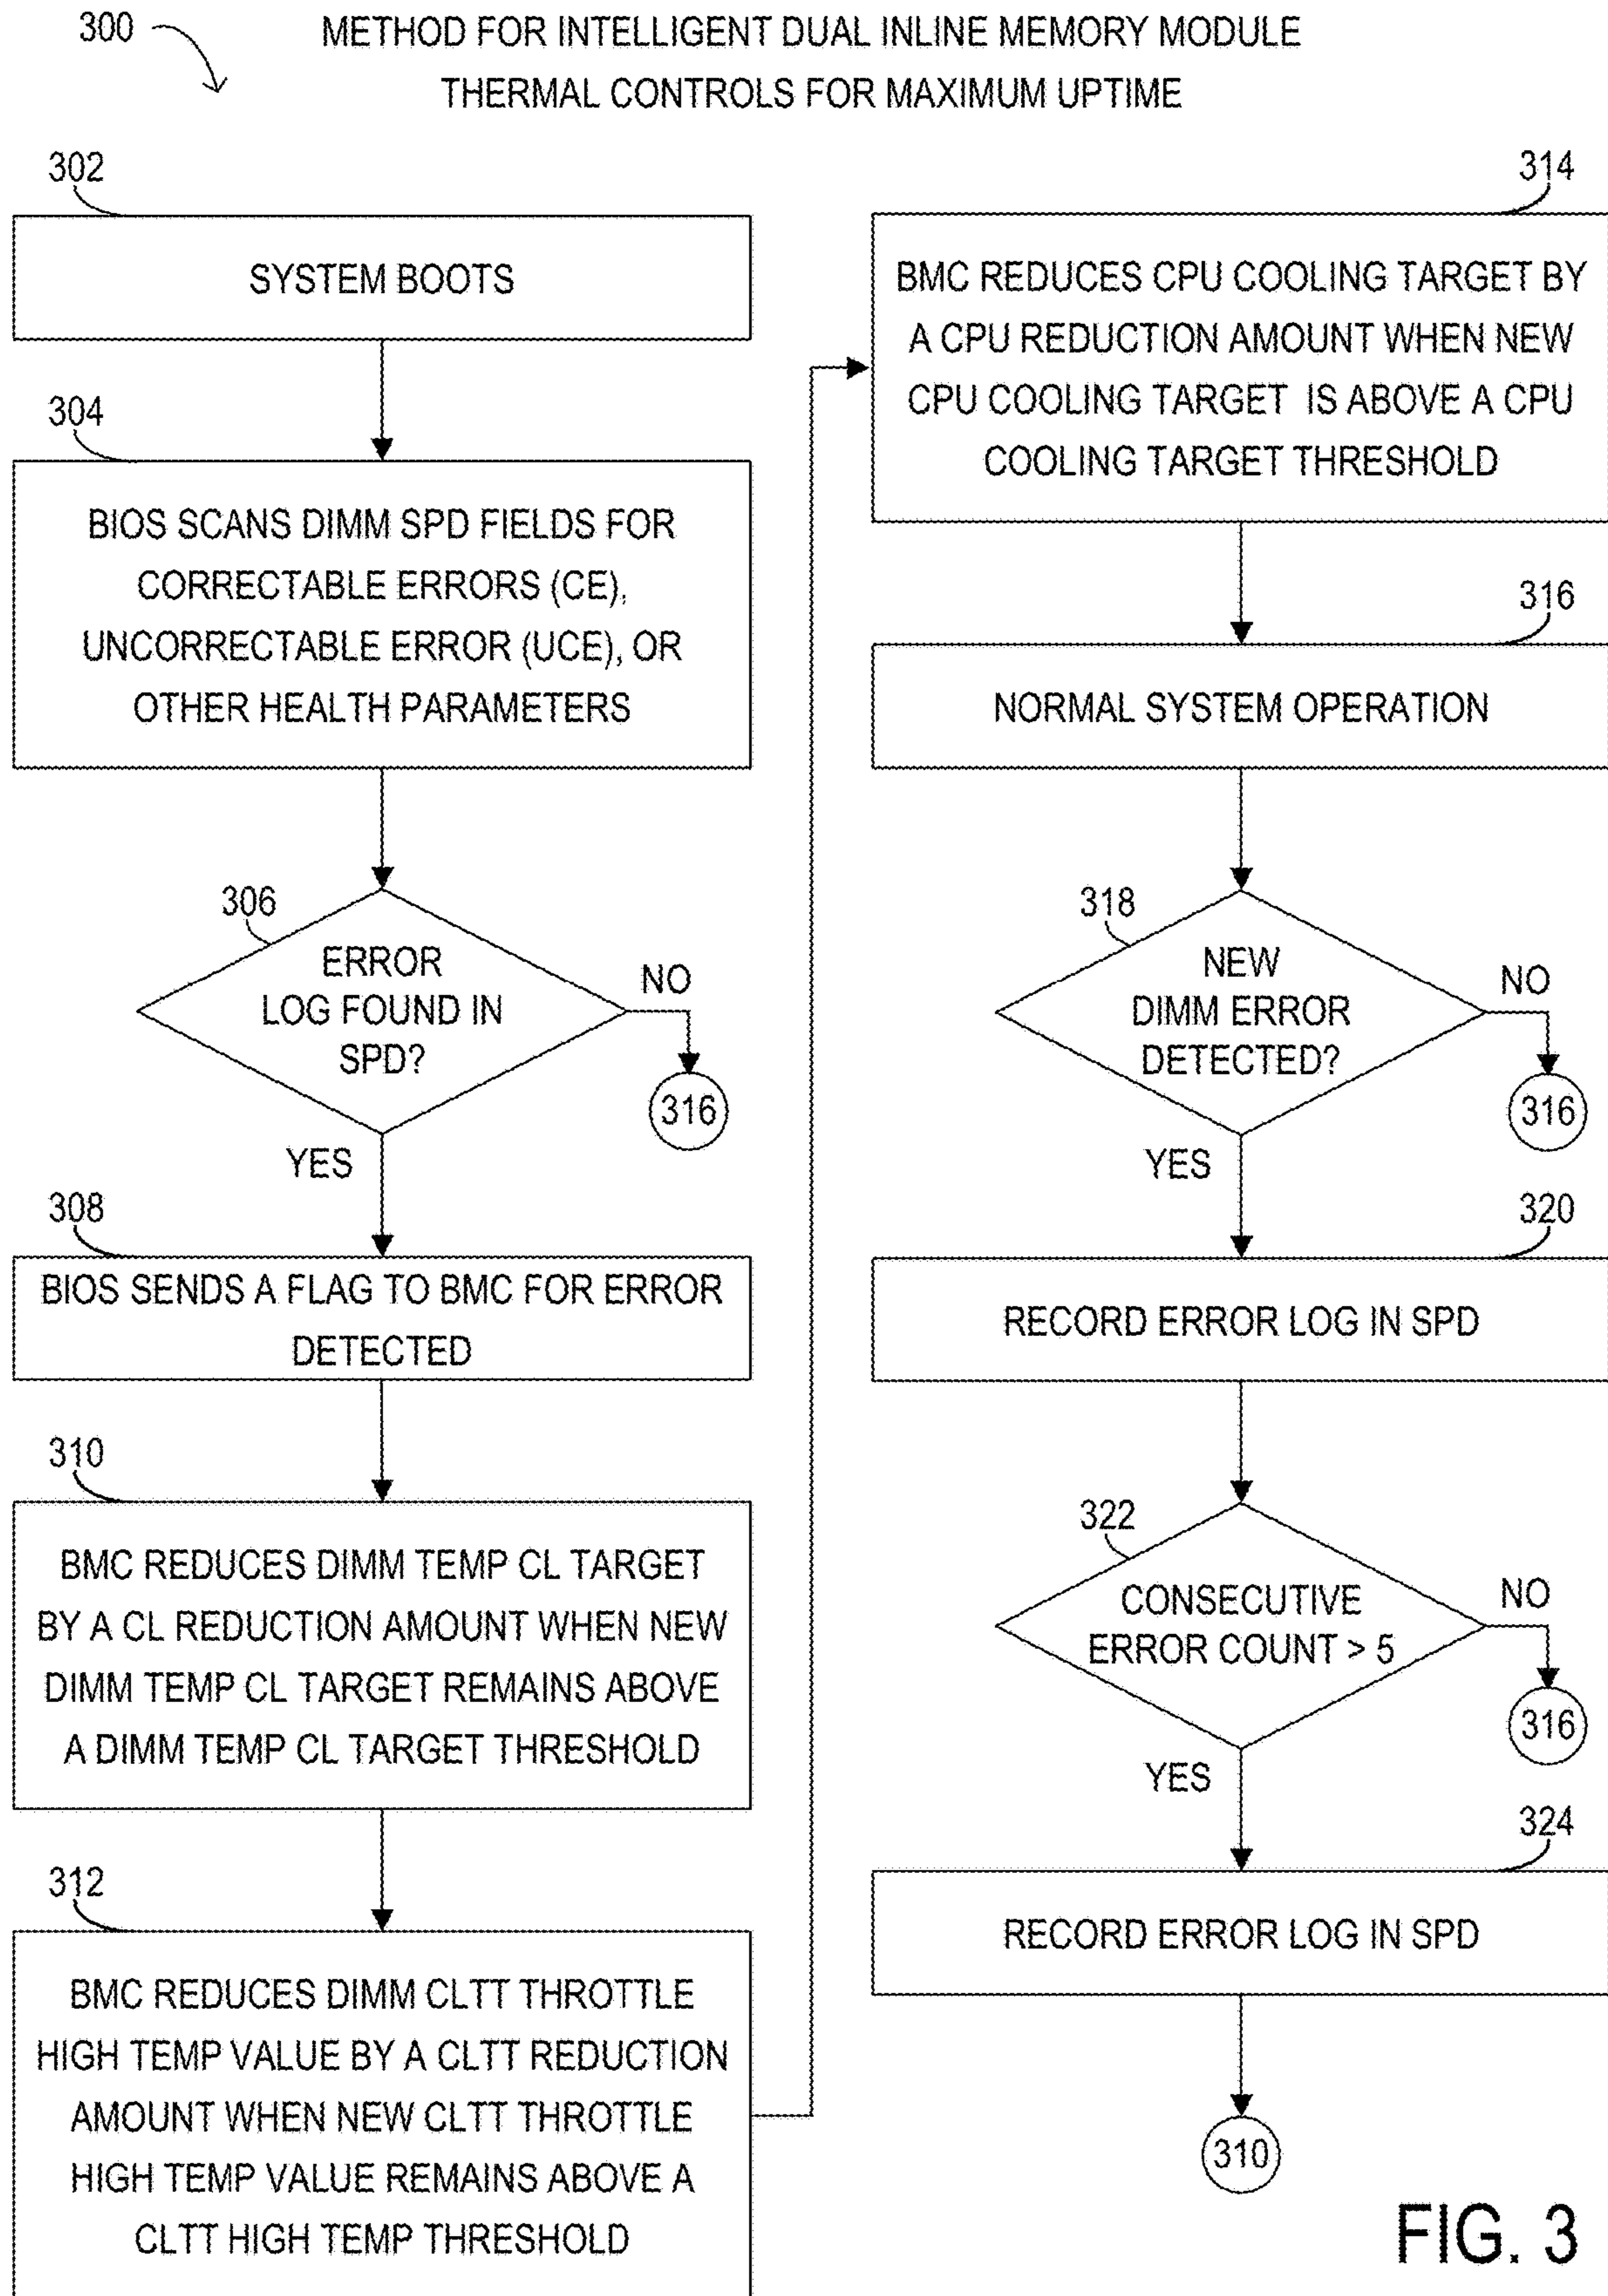 300
METHOD FOR INTELLIGENT DUAL INLINE MEMORY MODULE
THERMAL CONTROLS FOR MAXIMUM UPTIME
302
SYSTEM BOOTS
304
BIOS SCANS DIMM SPD FIELDS FOR
CORRECTABLE ERRORS (CE),
UNCORRECTABLE ERROR (UCE), OR
OTHER HEALTH PARAMETERS
306
ERROR
LOG FOUND IN
SPD?
NO
316
YES
308
BIOS SENDS A FLAG TO BMC FOR ERROR
DETECTED
310
BMC REDUCES DIMM TEMP CL TARGET
BY A CL REDUCTION AMOUNT WHEN NEW
DIMM TEMP CL TARGET REMAINS ABOVE
A DIMM TEMP CL TARGET THRESHOLD
312
BMC REDUCES DIMM CLTT THROTTLE
HIGH TEMP VALUE BY A CLTT REDUCTION
AMOUNT WHEN NEW CLTT THROTTLE
HIGH TEMP VALUE REMAINS ABOVE A
CLTT HIGH TEMP THRESHOLD
314
BMC REDUCES CPU COOLING TARGET BY
A CPU REDUCTION AMOUNT WHEN NEW
CPU COOLING TARGET IS ABOVE A CPU
COOLING TARGET THRESHOLD
316
NORMAL SYSTEM OPERATION
318
NEW
DIMM ERROR
DETECTED?
NO
316
YES
320
RECORD ERROR LOG IN SPD
322
CONSECUTIVE
ERROR COUNT > 5
NO
316
YES
324
RECORD ERROR LOG IN SPD
310
FIG. 3